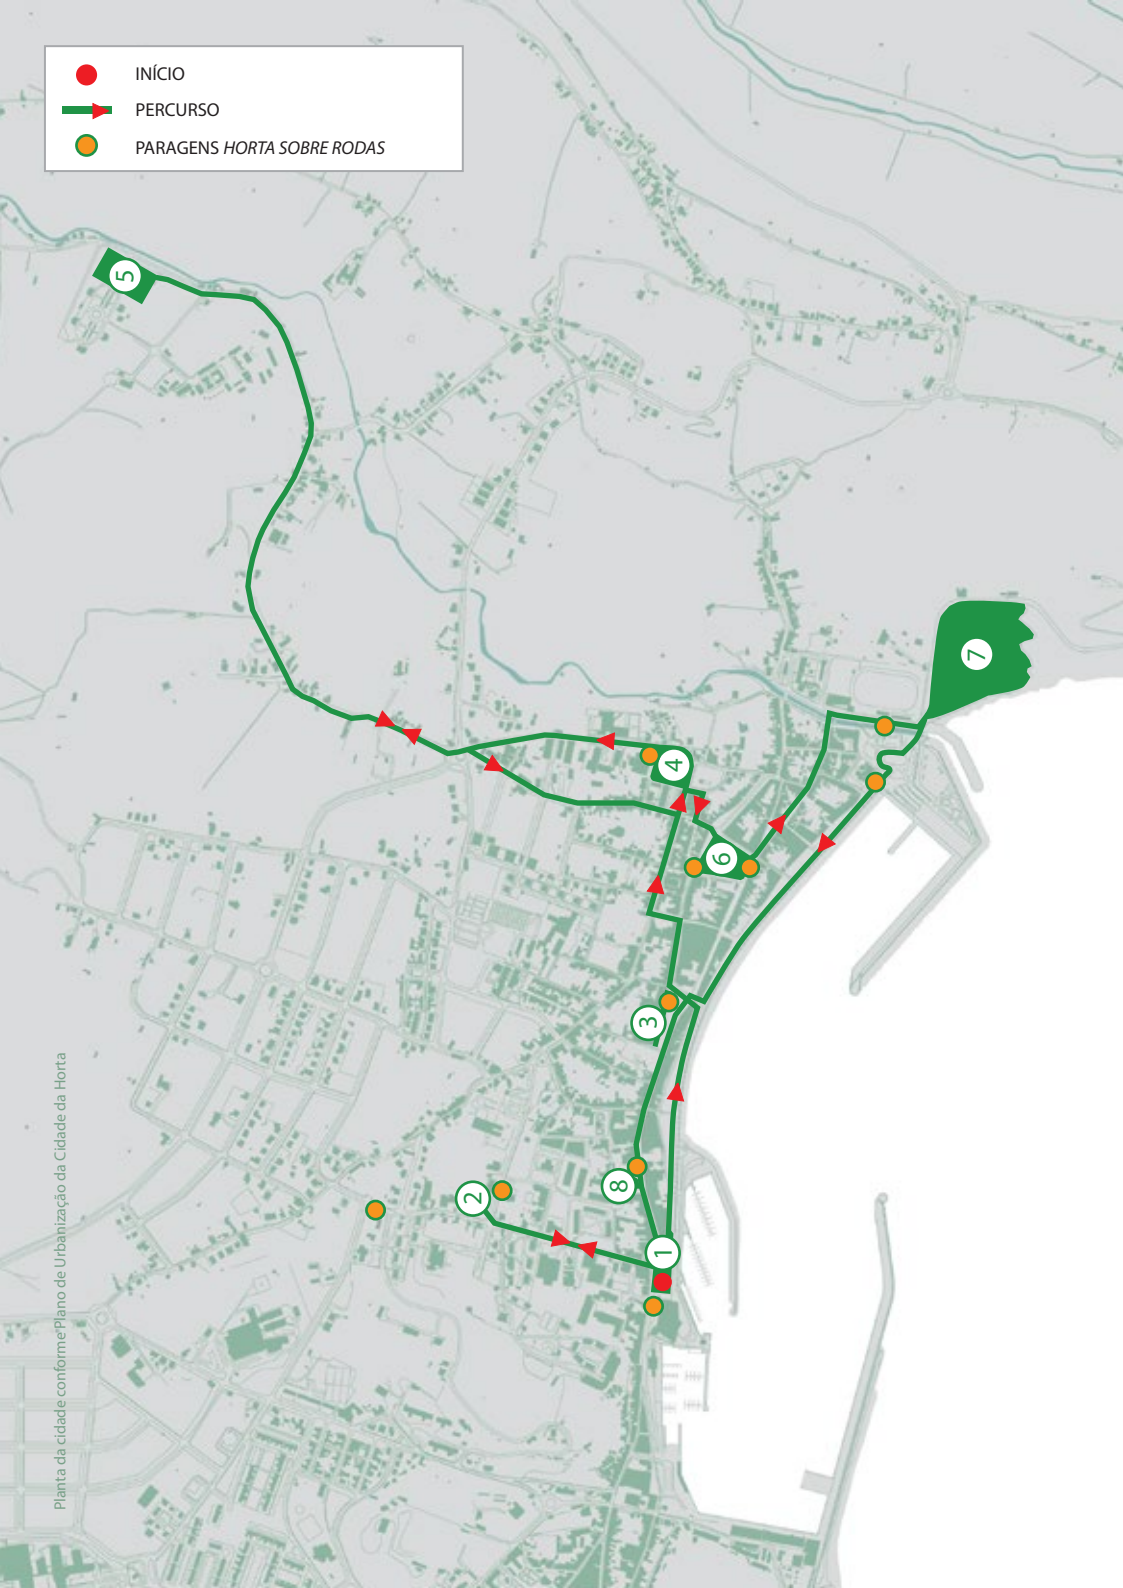 INÍCIO
PERCURSO
PARAGENS HORTA SOBRE RODAS
5
7
4
6
3
2
8
1
Planta da cidade conforme Plano de Urbanização da Cidade da Horta